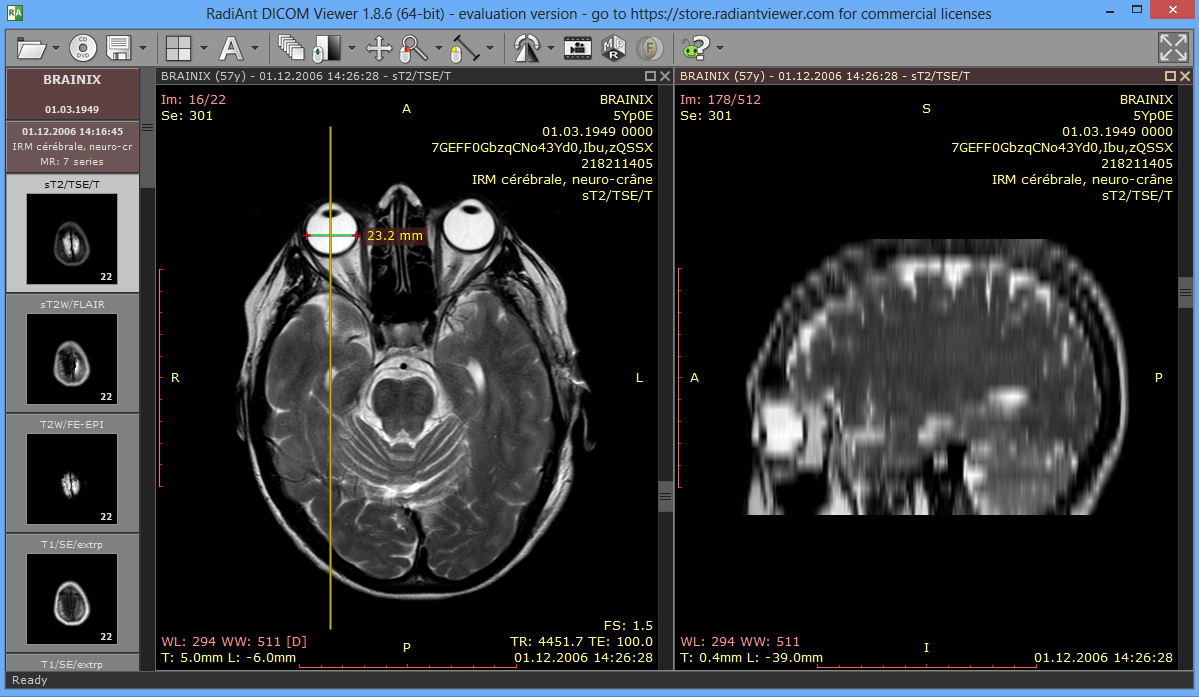 RadiAnt DICOM Viewer 1.8.6 (64-bit) - evaluation version - go to https://store.radiantviewer.com for commercial licenses
BRAINIX
01.03.1949
01.12.2006 14:16:45
IRM cérébrale, neuro-cr
MR: 7 series
sT2/TSE/T
22
sT2W/FLAIR
22
T2W/FE-EPI
22
T1/SE/extrp
22
T1/SE/extrp
BRAINIX (57y) - 01.12.2006 14:26:28 - sT2/TSE/T
Im: 16/22
Se: 301
A
BRAINIX
5Yp0E
01.03.1949 0000
7GEFF0GbzqCNo43Yd0,Ibu,zQSSX
218211405
IRM cérébrale, neuro-crâne
sT2/TSE/T
23.2 mm
R
L
P
WL: 294 WW: 511 [D]
T: 5.0mm L: -6.0mm
FS: 1.5
TR: 4451.7 TE: 100.0
01.12.2006 14:26:28
BRAINIX (57y) - 01.12.2006 14:26:28 - sT2/TSE/T
Im: 178/512
Se: 301
S
BRAINIX
5Yp0E
01.03.1949 0000
7GEFF0GbzqCNo43Yd0,Ibu,zQSSX
218211405
IRM cérébrale, neuro-crâne
sT2/TSE/T
A
P
I
WL: 294 WW: 511
T: 0.4mm L: -39.0mm
01.12.2006 14:26:28
Ready